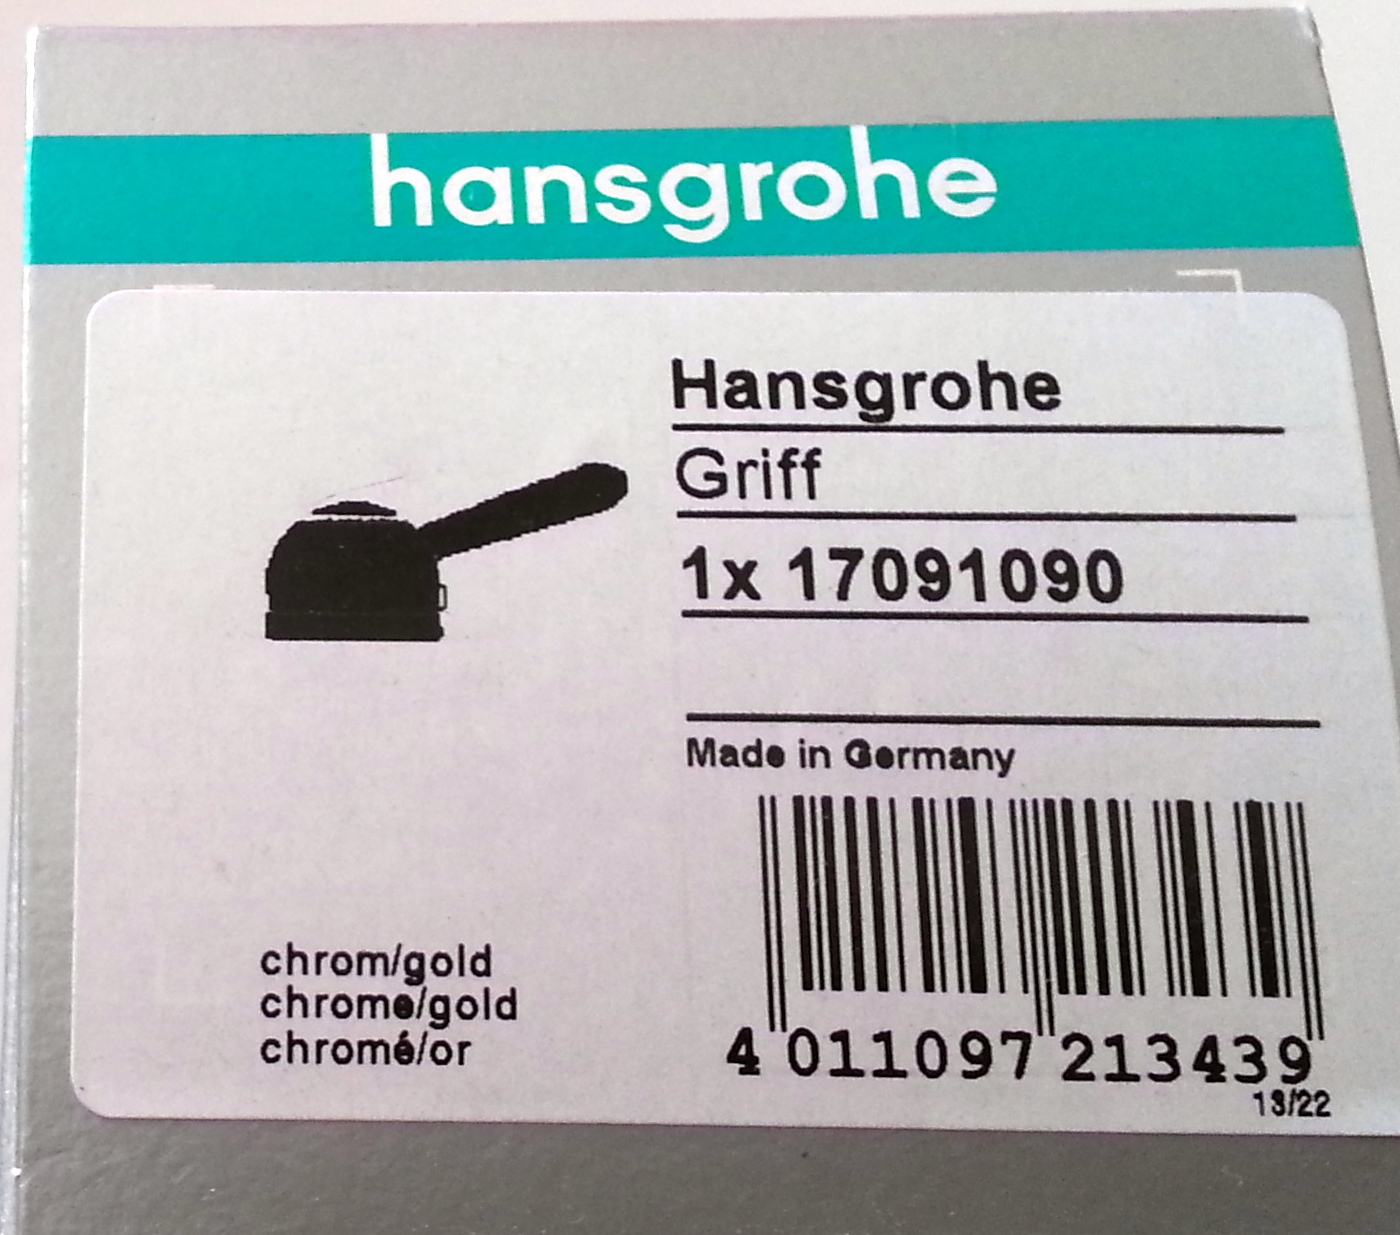 hansgrohe
Hansgrohe
Griff
1x 17091090
Made in Germany
chrom/gold
chrome/gold
chromé/or
4 011097 213439
13/22